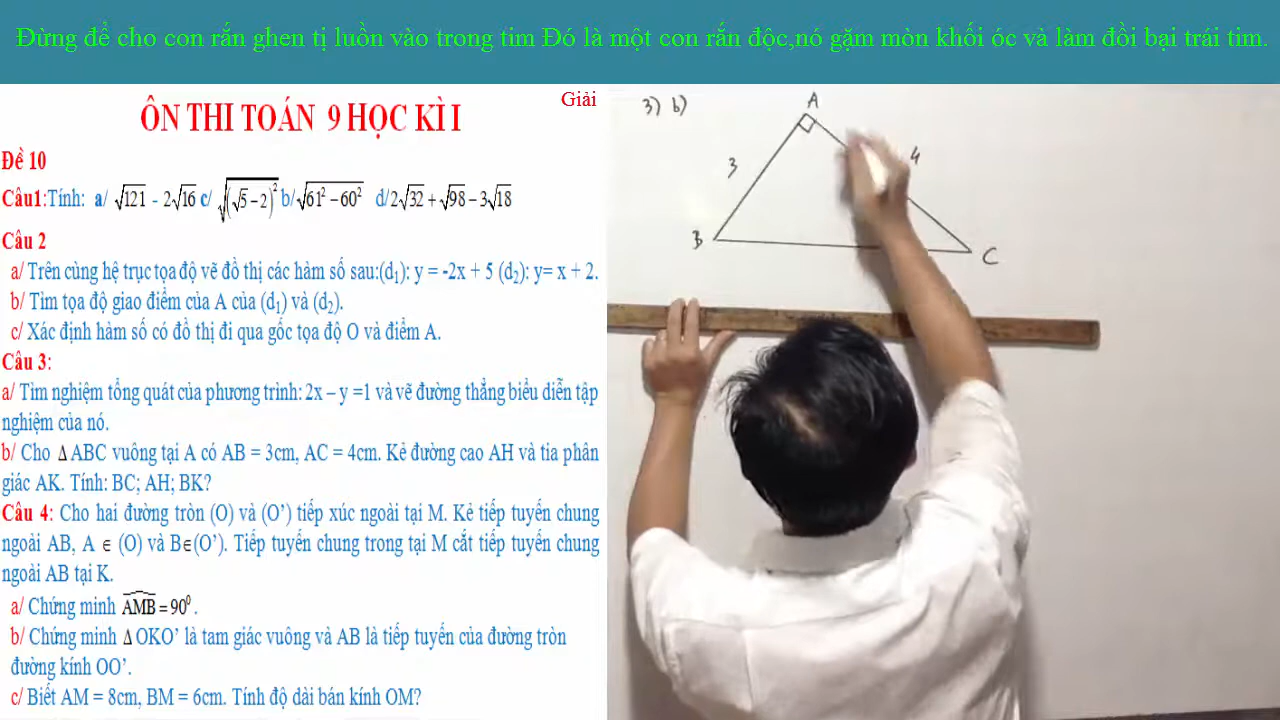 Đừng để cho con rắn ghen tị luồn vào trong tim Đó là một con rắn độc,nó gặm mòn khối óc và làm đồi bại trái tim.
Giải
ÔN THI TOÁN 9 HỌC KÌ I
Đề 10
Câu1:Tính: a/ √121 - 2√16 c/ √(√5−2)² b/√61²−60² d/2√32+√98−3√18
Câu 2
a/ Trên cùng hệ trục tọa độ vẽ đồ thị các hàm số sau:(d₁): y = -2x + 5 (d₂): y= x + 2.
b/ Tìm tọa độ giao điểm của A của (d₁) và (d₂).
c/ Xác định hàm số có đồ thị đi qua gốc tọa độ O và điểm A.
Câu 3:
a/ Tìm nghiệm tổng quát của phương trình: 2x – y =1 và vẽ đường thẳng biểu diễn tập
nghiệm của nó.
b/ Cho Δ ABC vuông tại A có AB = 3cm, AC = 4cm. Kẻ đường cao AH và tia phân
giác AK. Tính: BC; AH; BK?
Câu 4: Cho hai đường tròn (O) và (O’) tiếp xúc ngoài tại M. Kẻ tiếp tuyến chung
ngoài AB, A ∈ (O) và B∈(O’). Tiếp tuyến chung trong tại M cắt tiếp tuyến chung
ngoài AB tại K.
a/ Chứng minh AMB = 90⁰ .
b/ Chứng minh Δ OKO’ là tam giác vuông và AB là tiếp tuyến của đường tròn
đường kính OO’.
c/ Biết AM = 8cm, BM = 6cm. Tính độ dài bán kính OM?
3) b)
A
3
4
B
C